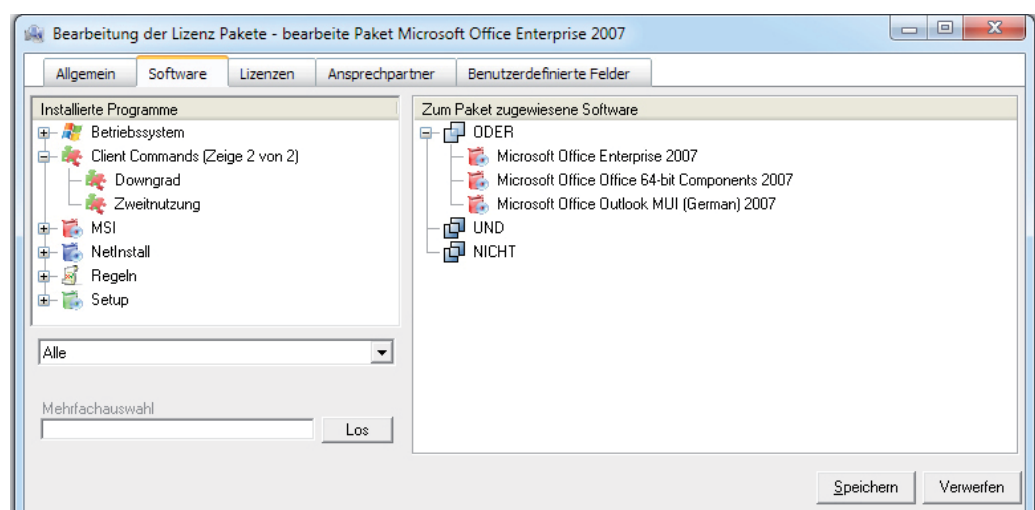 Bearbeitung der Lizenz Pakete - bearbeite Paket Microsoft Office Enterprise 2007
Allgemein Software Lizenzen Ansprechpartner Benutzerdefinierte Felder
Installierte Programme
Betriebssystem
Client Commands (Zeige 2 von 2)
Downgrad
Zweitnutzung
MSI
NetInstall
Regeln
Setup
Alle
Mehrfachauswahl
Los
Zum Paket zugewiesene Software
ODER
Microsoft Office Enterprise 2007
Microsoft Office Office 64-bit Components 2007
Microsoft Office Outlook MUI (German) 2007
UND
NICHT
Speichern Verwerfen